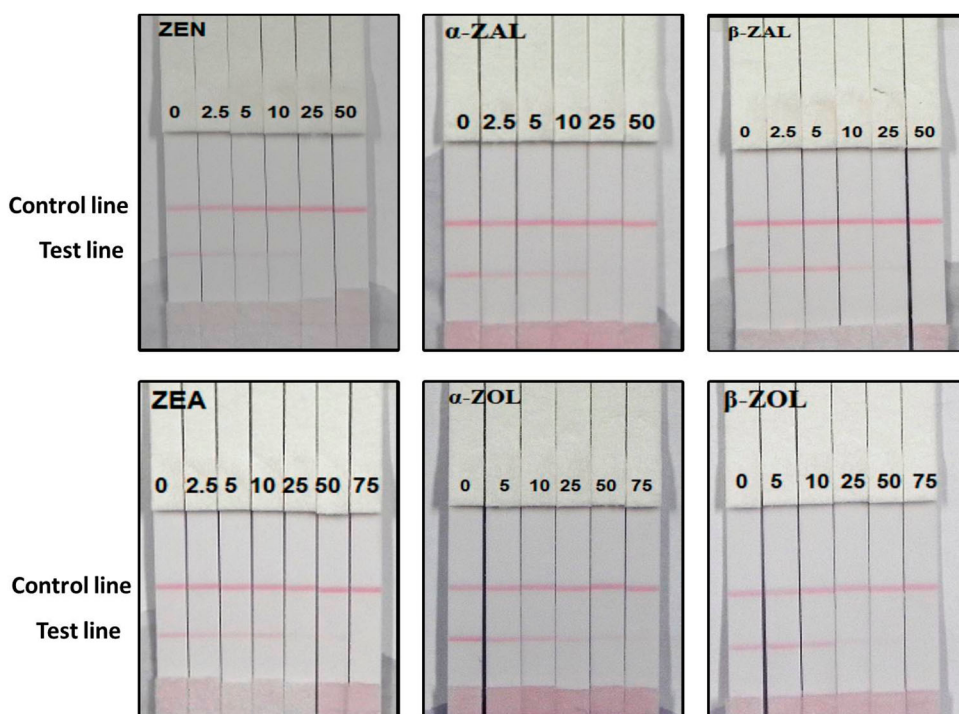 ZEN
0 2.5 5 10 25 50
α-ZAL
0 2.5 5 10 25 50
β-ZAL
0 2.5 5 10 25 50
Control line
Test line
ZEA
0 2.5 5 10 25 50 75
α-ZOL
0 5 10 25 50 75
β-ZOL
0 5 10 25 50 75
Control line
Test line